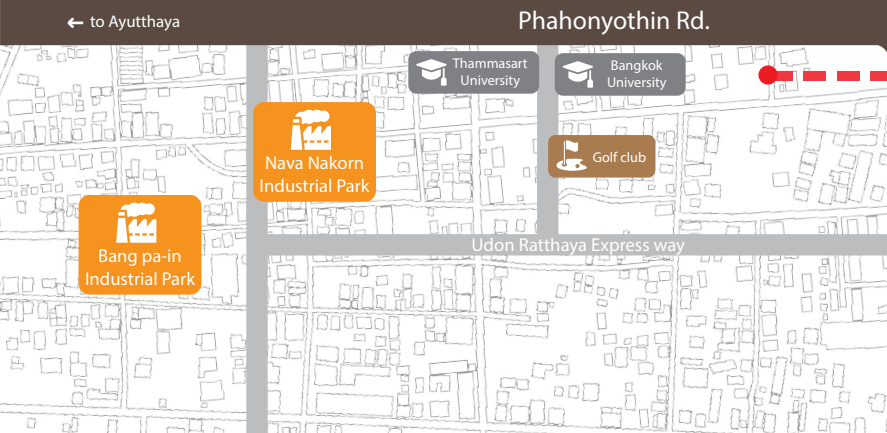 ← to Ayutthaya
Phahonyothin Rd.
Thammasart
University
Bangkok
University
Nava Nakorn
Industrial Park
Golf club
Bang pa-in
Industrial Park
Udon Ratthaya Express way